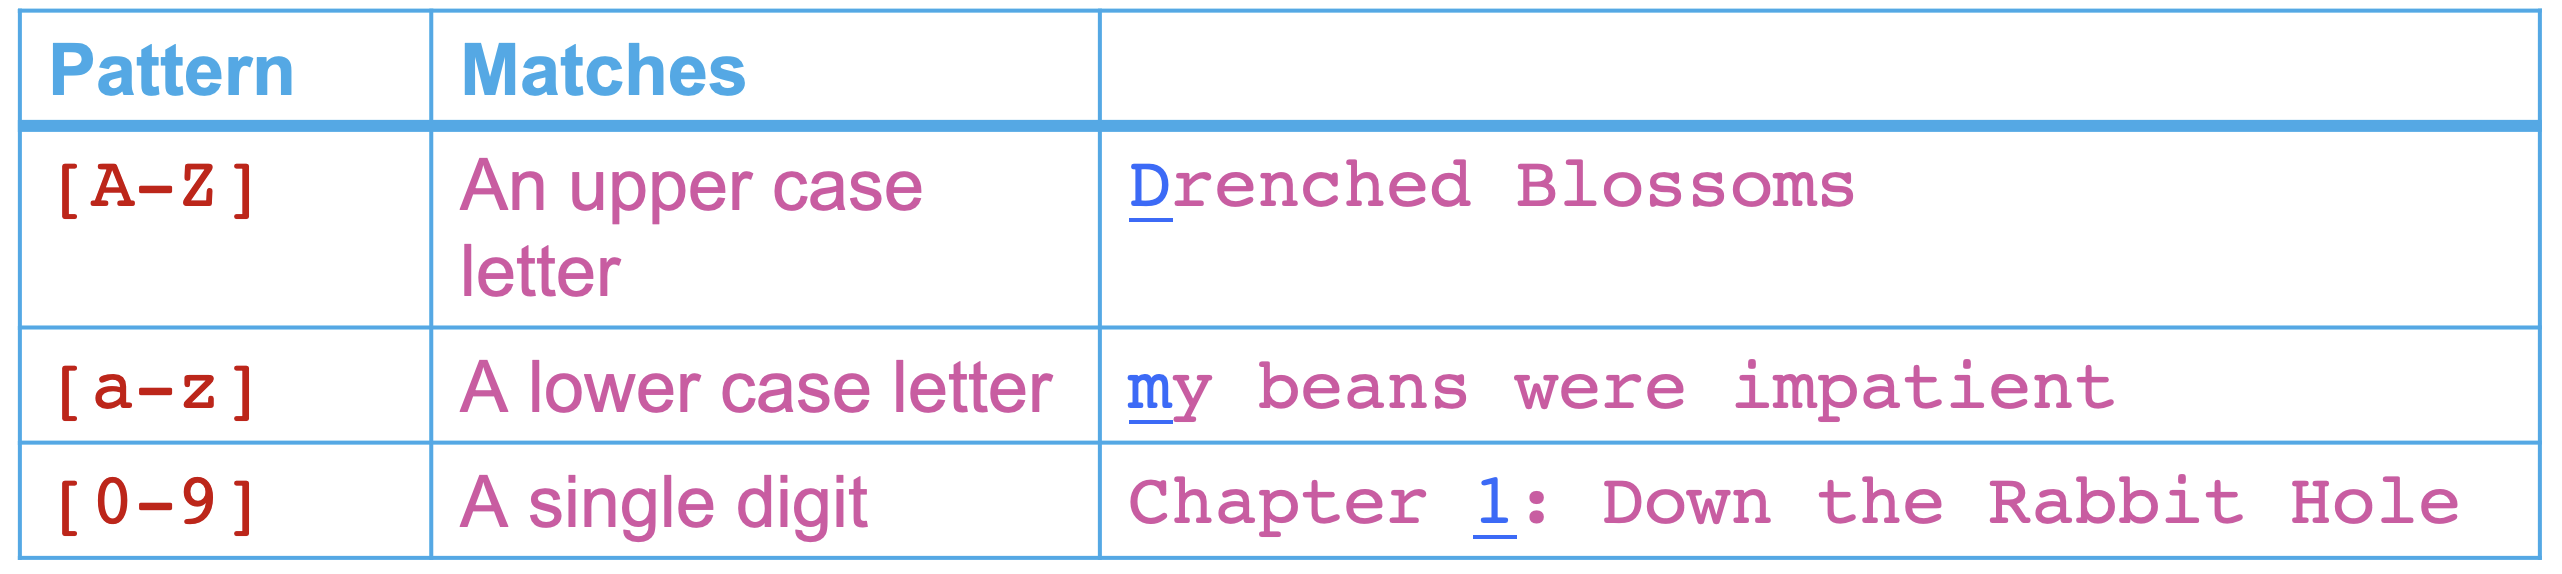 Pattern Matches
[A-Z] An upper case Drenched Blossoms
letter
[a-z] A lower case letter my beans were impatient
[0-9] A single digit Chapter 1: Down the Rabbit Hole